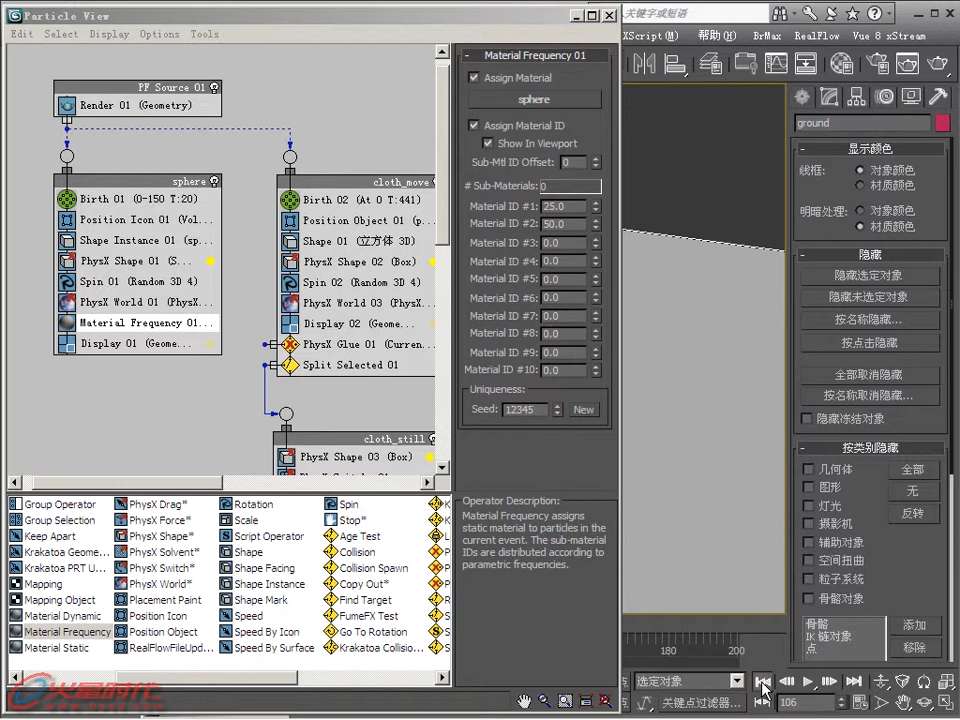 Particle View
键字或短语
Edit Select Display Options Tools
XScript(M) 帮助(H) BrMax RealFlow Vue 8 xStream
PF Source 01
Render 01 (Geometry)
sphere
Birth 01 (0-150 T:20)
Position Icon 01 (Vol...
Shape Instance 01 (sp...
PhysX Shape 01 (S...
Spin 01 (Random 3D)
PhysX World 01 (PhysX...
Material Frequency 01...
Display 01 (Geome...
cloth_move
Birth 02 (At 0 T:441)
Position Object 01 (p...
Shape 01 (立方体 3D)
PhysX Shape 02 (Box)
Spin 02 (Random 3D 4)
PhysX World 03 (PhysX...
Display 02 (Geome...
PhysX Glue 01 (Curren...
Split Selected 01
cloth_still
PhysX Shape 03 (Box)
Material Frequency 01
Assign Material
sphere
Assign Material ID
Show In Viewport
Sub-Mtl ID Offset: 0
# Sub-Materials: 0
Material ID #1: 25.0
Material ID #2: 50.0
Material ID #3: 0.0
Material ID #4: 0.0
Material ID #5: 0.0
Material ID #6: 0.0
Material ID #7: 0.0
Material ID #8: 0.0
Material ID #9: 0.0
Material ID #10: 0.0
Uniqueness:
Seed: 12345 New
Operator Description:
Material Frequency assigns
static material to particles in the
current event. The sub-material
IDs are distributed according to
parametric frequencies.
Group Operator PhysX Drag* Rotation Spin
Group Selection PhysX Force* Scale Stop*
Keep Apart PhysX Shape* Script Operator Age Test
Krakatoa Geome... PhysX Solvent* Shape Collision
Krakatoa PRT U... PhysX Switch* Shape Facing Collision Spawn
Mapping PhysX World* Shape Instance Copy Out*
Mapping Object Placement Paint Shape Mark Find Target
Material Dynamic Position Icon Speed FumeFX Test
Material Frequency Position Object Speed By Icon Go To Rotation
Material Static RealFlowFileUpd... Speed By Surface Krakatoa Collisio...
火星时代
ground
显示颜色
线框: 对象颜色
材质颜色
明暗处理: 对象颜色
材质颜色
隐藏
隐藏选定对象
隐藏未选定对象
按名称隐藏...
按点击隐藏
全部取消隐藏
按名称取消隐藏...
隐藏冻结对象
按类别隐藏
几何体 全部
图形 无
灯光 反转
摄影机
辅助对象
空间扭曲
粒子系统
骨骼对象
骨骼 添加
IK 链对象
点 移除
180 200
选定对象
关键点过滤器... 106